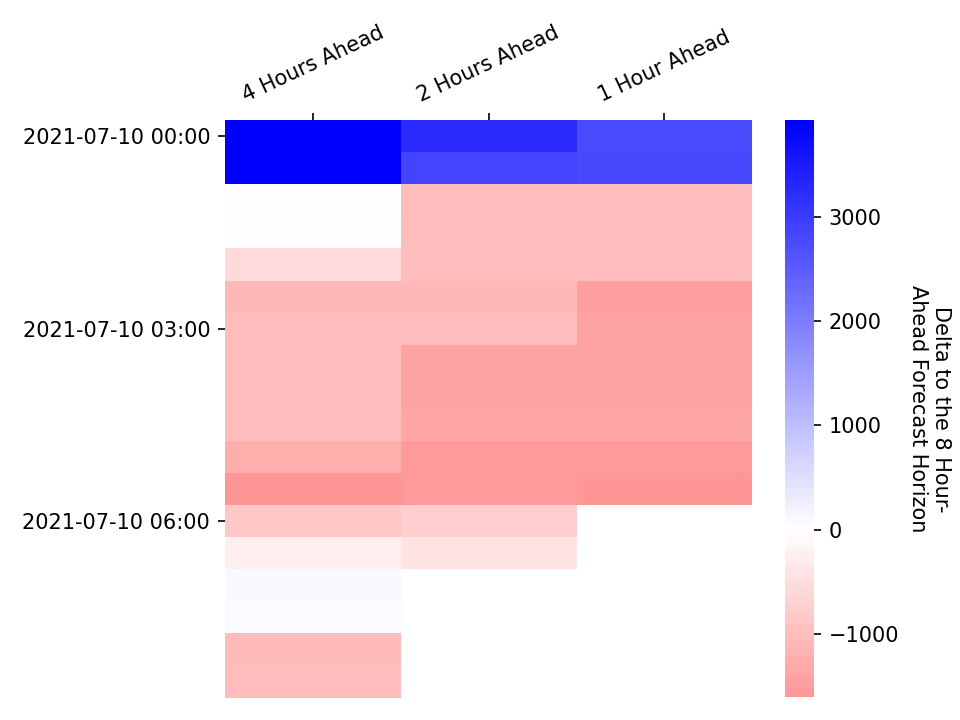 4 Hours Ahead
2 Hours Ahead
1 Hour Ahead
2021-07-10 00:00
2021-07-10 03:00
2021-07-10 06:00
3000
2000
1000
0
−1000
Delta to the 8 Hour-
Ahead Forecast Horizon